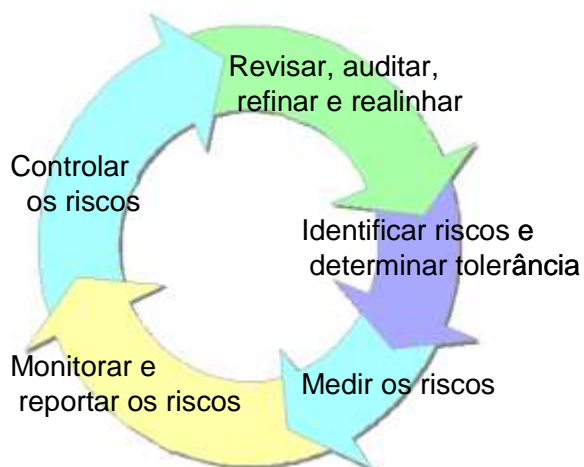 Revisar, auditar,
refinar e realinhar
Identificar riscos e
determinar tolerância
Medir os riscos
Monitorar e
reportar os riscos
Controlar
os riscos